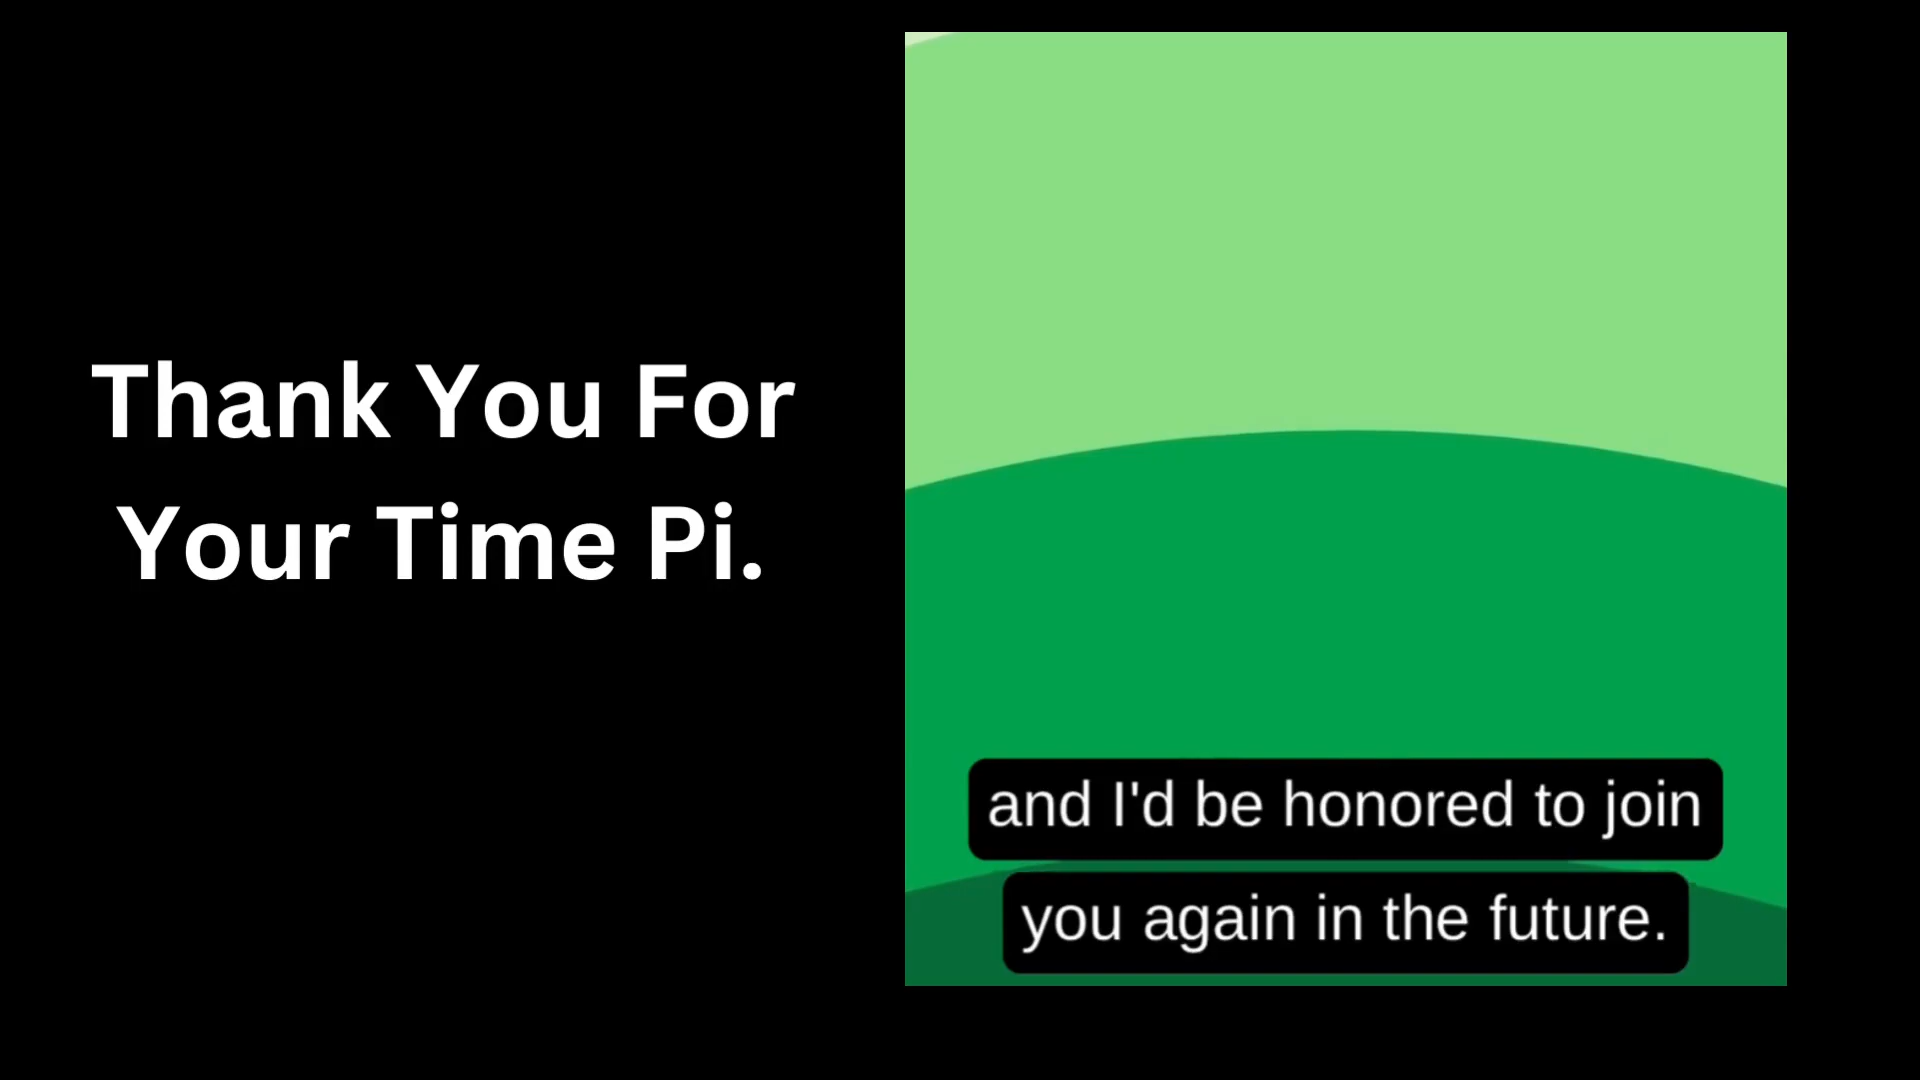 Thank You For
Your Time Pi.
and I'd be honored to join
you again in the future.